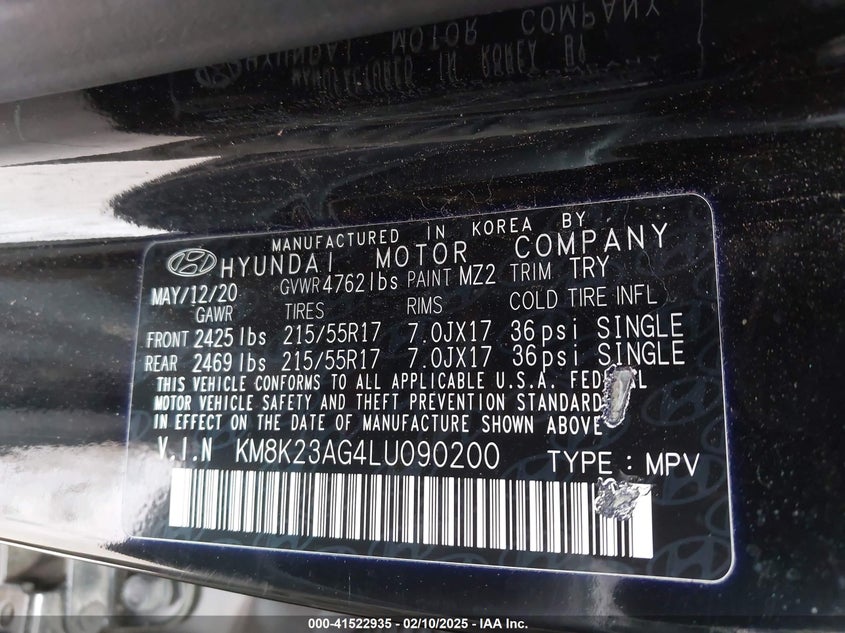 MANUFACTURED IN KOREA BY
HYUNDAI MOTOR COMPANY
MAY/12/20 GVWR 4762 lbs PAINT MZ2 TRIM TRY
GAWR TIRES RIMS COLD TIRE INFL
FRONT 2425 lbs 215/55R17 7.0JX17 36psi SINGLE
REAR 2469 lbs 215/55R17 7.0JX17 36psi SINGLE
THIS VEHICLE CONFORMS TO ALL APPLICABLE U.S.A. FEDERAL
MOTOR VEHICLE SAFETY AND THEFT PREVENTION STANDARD
IN EFFECT ON THE DATE OF MANUFACTURE SHOWN ABOVE
V.I.N KM8K23AG4LU090200 TYPE : MPV
000-41522935 - 02/10/2025 - IAA Inc.